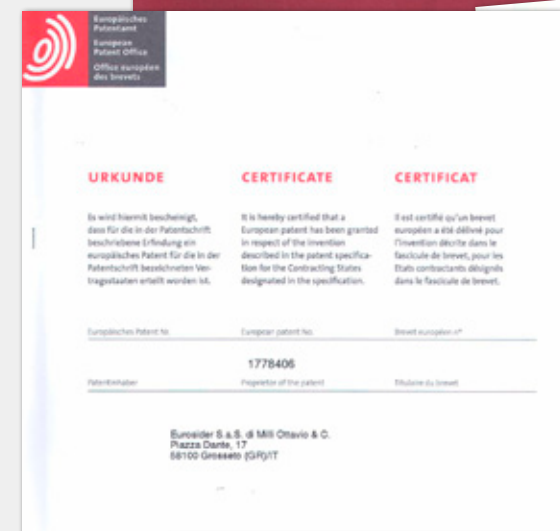 Europäisches
Patentamt
European
Patent Office
Office européen
des brevets
URKUNDE
Es wird hiermit bescheinigt,
dass für die in der Patentschrift
beschriebene Erfindung ein
europäisches Patent für die in der
Patentschrift bezeichneten Ver-
tragsstaaten erteilt worden ist.
CERTIFICATE
It is hereby certified that a
European patent has been granted
in respect of the invention
described in the patent specifica-
tion for the Contracting States
designated in the specification.
CERTIFICAT
Il est certifié qu'un brevet
européen a été délivré pour
l'invention décrite dans le
fascicule de brevet, pour les
Etats contractants désignés
dans le fascicule de brevet.
Europäisches Patent Nr.
European patent No.
Brevet européen n°
1778406
Patentinhaber
Proprietor of the patent
Titulaire du brevet
Eurosider S.a.S. di Milli Ottavio & C.
Piazza Dante, 17
58100 Grosseto (GR)/IT